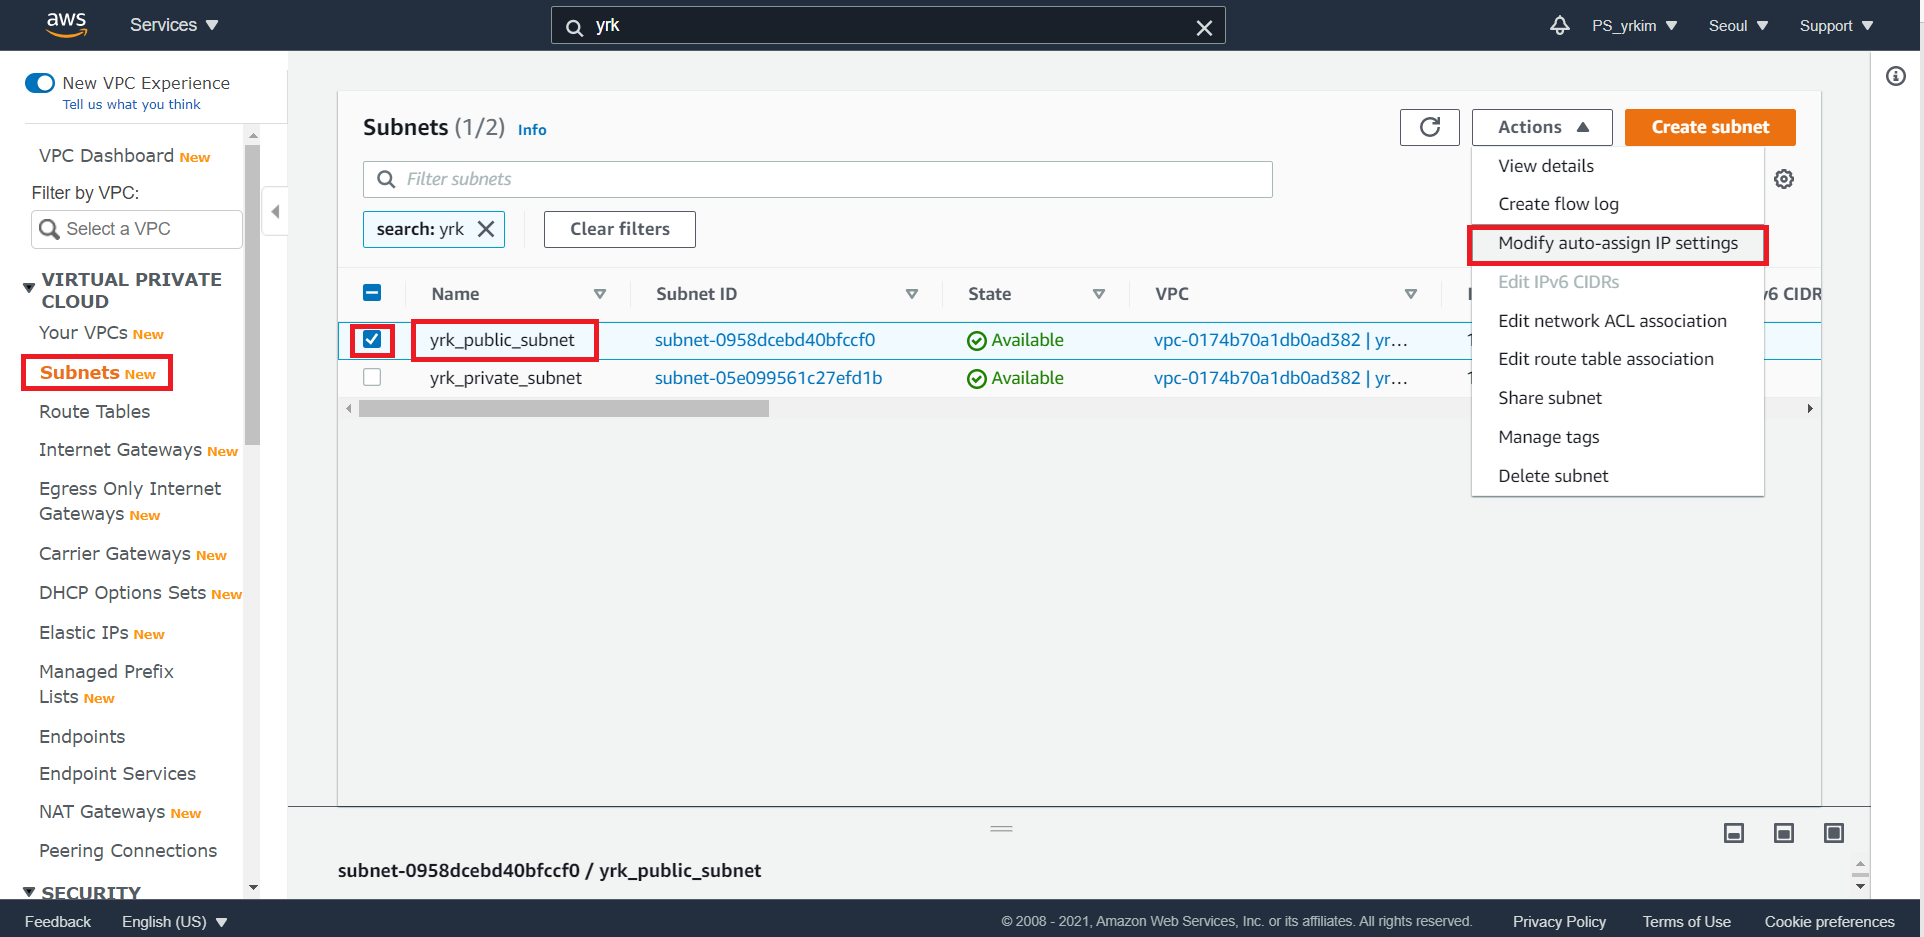 aws
Services
yrk
PS_yrkim
Seoul
Support
New VPC Experience
Tell us what you think
VPC Dashboard New
Filter by VPC:
Select a VPC
VIRTUAL PRIVATE
CLOUD
Your VPCs New
Subnets New
Route Tables
Internet Gateways New
Egress Only Internet
Gateways New
Carrier Gateways New
DHCP Options Sets New
Elastic IPs New
Managed Prefix
Lists New
Endpoints
Endpoint Services
NAT Gateways New
Peering Connections
SECURITY
Subnets (1/2) Info
Actions
Create subnet
Filter subnets
search: yrk
Clear filters
View details
Create flow log
Modify auto-assign IP settings
Edit IPv6 CIDRs
Edit network ACL association
Edit route table association
Share subnet
Manage tags
Delete subnet
Name Subnet ID State VPC v6 CIDR
yrk_public_subnet subnet-0958dcebd40bfccf0 Available vpc-0174b70a1db0ad382 | yr...
yrk_private_subnet subnet-05e099561c27efd1b Available vpc-0174b70a1db0ad382 | yr...
subnet-0958dcebd40bfccf0 / yrk_public_subnet
Feedback
English (US)
© 2008 - 2021, Amazon Web Services, Inc. or its affiliates. All rights reserved.
Privacy Policy
Terms of Use
Cookie preferences